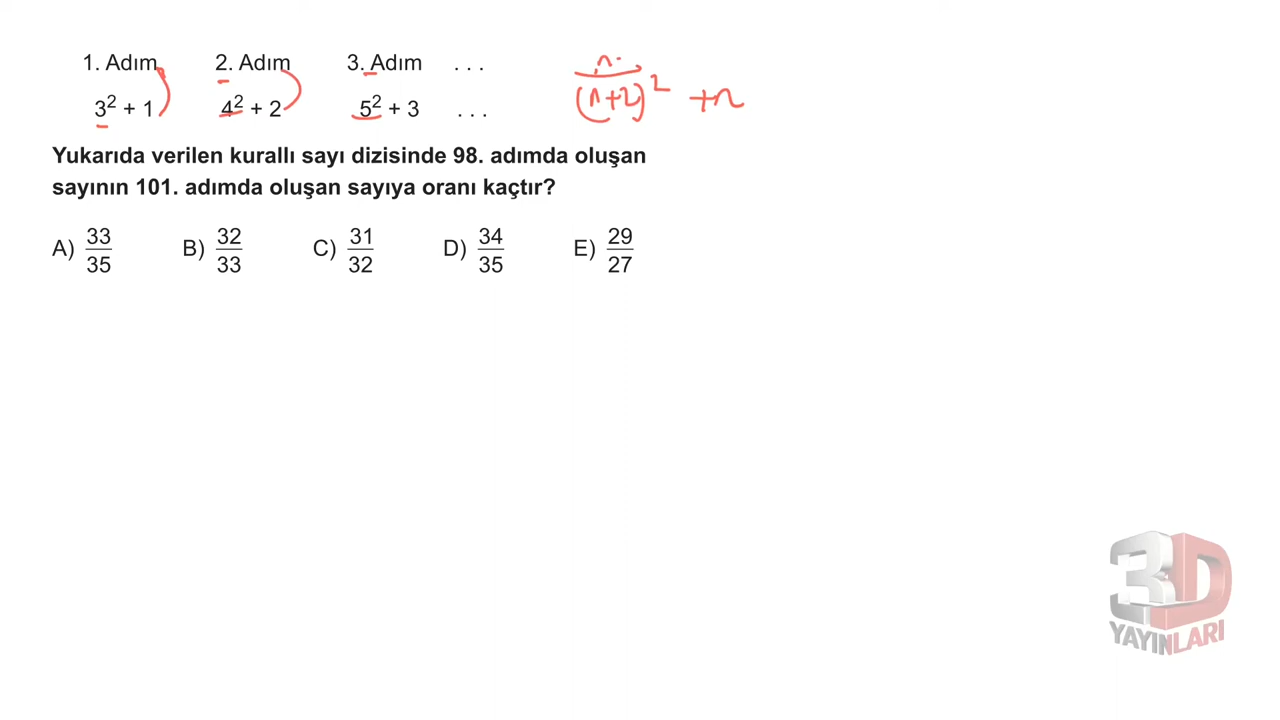 1. Adım 2. Adım 3. Adım . . . n.
3² + 1 4² + 2 5² + 3 . . . (n+2)² +n
Yukarıda verilen kurallı sayı dizisinde 98. adımda oluşan
sayının 101. adımda oluşan sayıya oranı kaçtır?
A) 33/35 B) 32/33 C) 31/32 D) 34/35 E) 29/27
3D
YAYINLARI